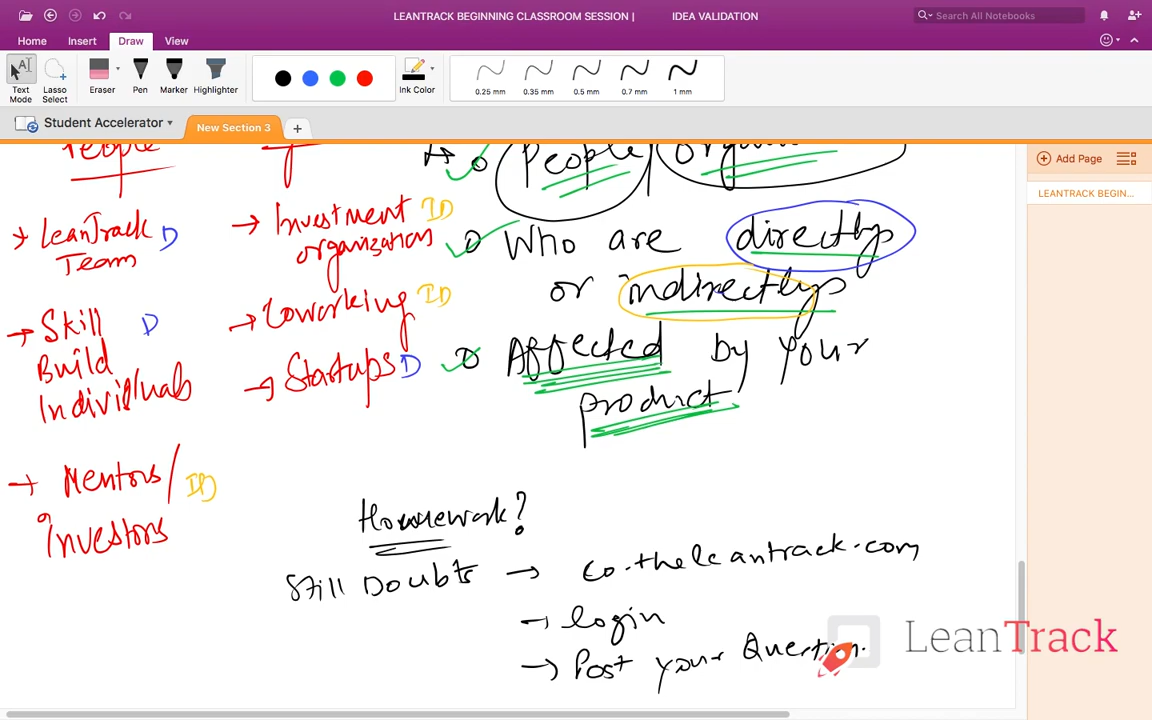 LEANTRACK BEGINNING CLASSROOM SESSION | IDEA VALIDATION
Search All Notebooks
Home Insert Draw View
Text Mode
Lasso Select
Eraser
Pen
Marker
Highlighter
Ink Color
0.25 mm 0.35 mm 0.5 mm 0.7 mm 1 mm
Student Accelerator
New Section 3
Add Page
LEANTRACK BEGIN...
People
→ LeanTrack D
Team
→ Skill D
Build
Individuals
→ Mentors/ ID
Investors
→ Investment ID
organization
→ Coworking ID
→ Startups D
People/
Who are directly
or indirectly
Affected by your
product
Homework?
Still Doubts → co.theleantrack.com
→ login
→ Post your Question.
LeanTrack